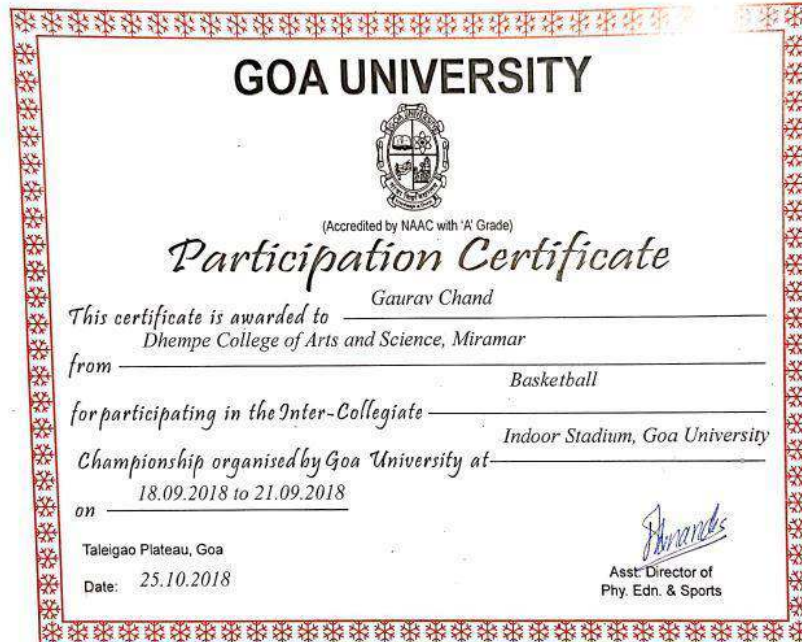 GOA UNIVERSITY
GOA UNIVERSITY
(Accredited by NAAC with 'A' Grade)
Participation Certificate
Gaurav Chand
This certificate is awarded to
Dhempe College of Arts and Science, Miramar
from
Basketball
for participating in the Inter-Collegiate
Indoor Stadium, Goa University
Championship organised by Goa University at
18.09.2018 to 21.09.2018
on
Taleigao Plateau, Goa
Date: 25.10.2018
Asst. Director of
Phy. Edn. & Sports